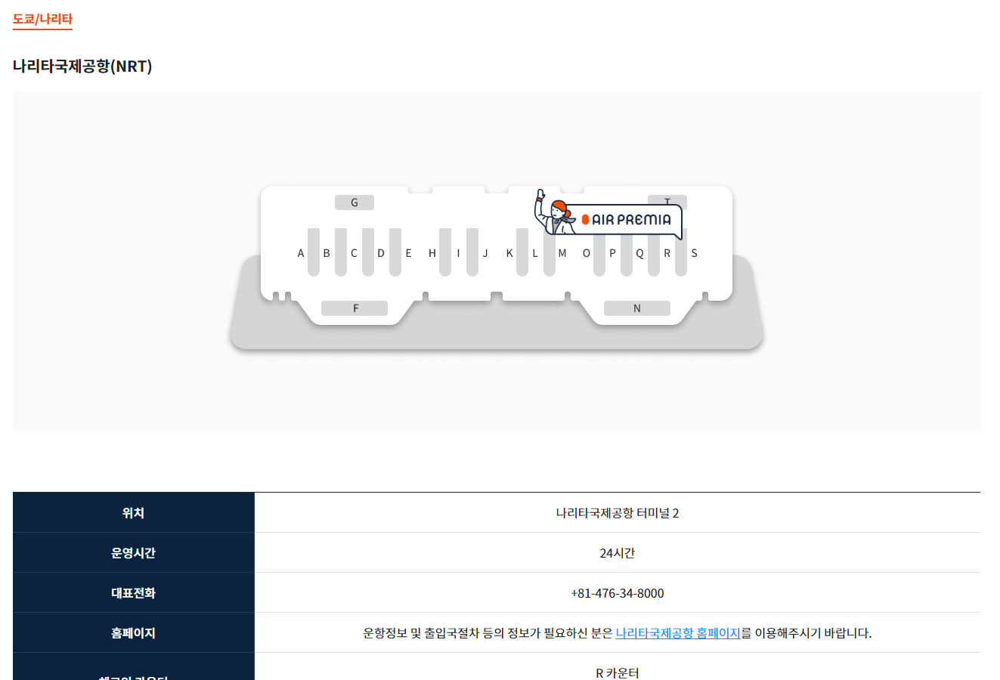 도쿄/나리타
나리타국제공항(NRT)
G
T
AIR PREMIA
A B C D E H I J K L M O P Q R S
F
N
위치
나리타국제공항 터미널 2
운영시간
24시간
대표전화
+81-476-34-8000
홈페이지
운항정보 및 출입국절차 등의 정보가 필요하신 분은 나리타국제공항 홈페이지를 이용해주시기 바랍니다.
R 카운터